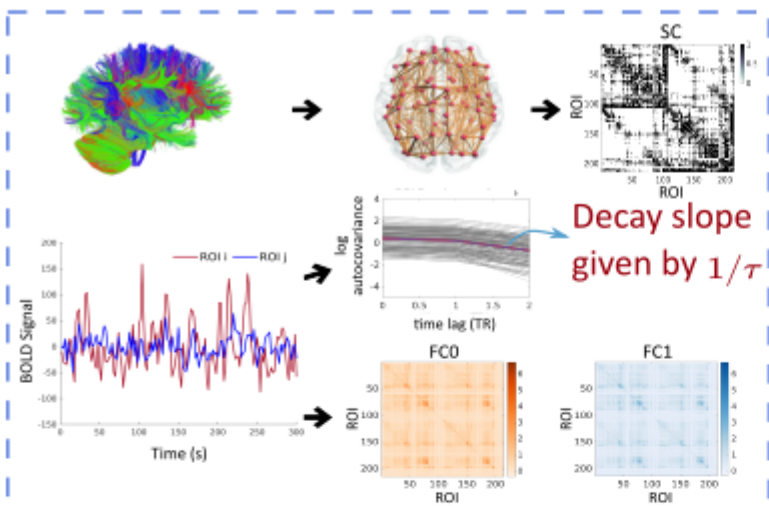 SC
ROI
50
100
150
200
1
0
50 100 150 200
ROI
4
2
0
-2
-4
log
autocovariance
0 0.5 1 1.5 2
time lag (TR)
Decay slope
given by 1/τ
200
150
100
50
0
-50
-100
-150
BOLD Signal
ROI i
ROI j
0 50 100 150 200 250 300
Time (s)
FC0
ROI
50
100
150
200
6
5
4
3
2
1
0
50 100 150 200
ROI
FC1
ROI
50
100
150
200
6
5
4
3
2
1
0
50 100 150 200
ROI